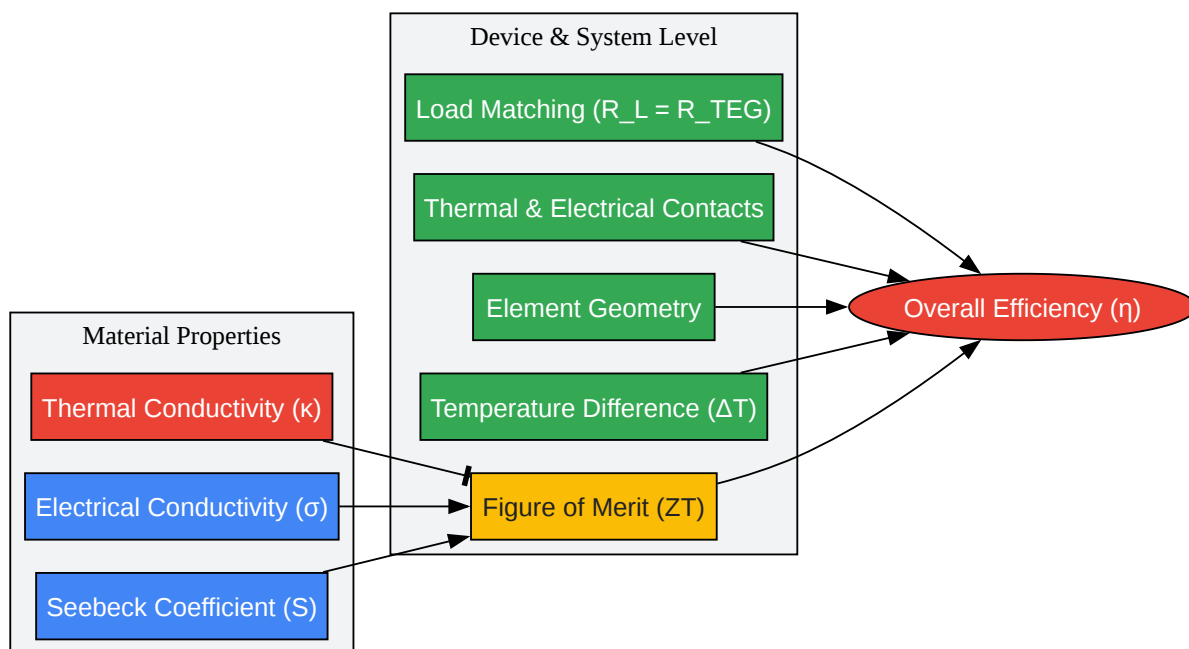 Device & System Level
Load Matching (R_L = R_TEG)
Thermal & Electrical Contacts
Element Geometry
Temperature Difference (ΔT)
Figure of Merit (ZT)
Overall Efficiency (η)
Material Properties
Thermal Conductivity (κ)
Electrical Conductivity (σ)
Seebeck Coefficient (S)